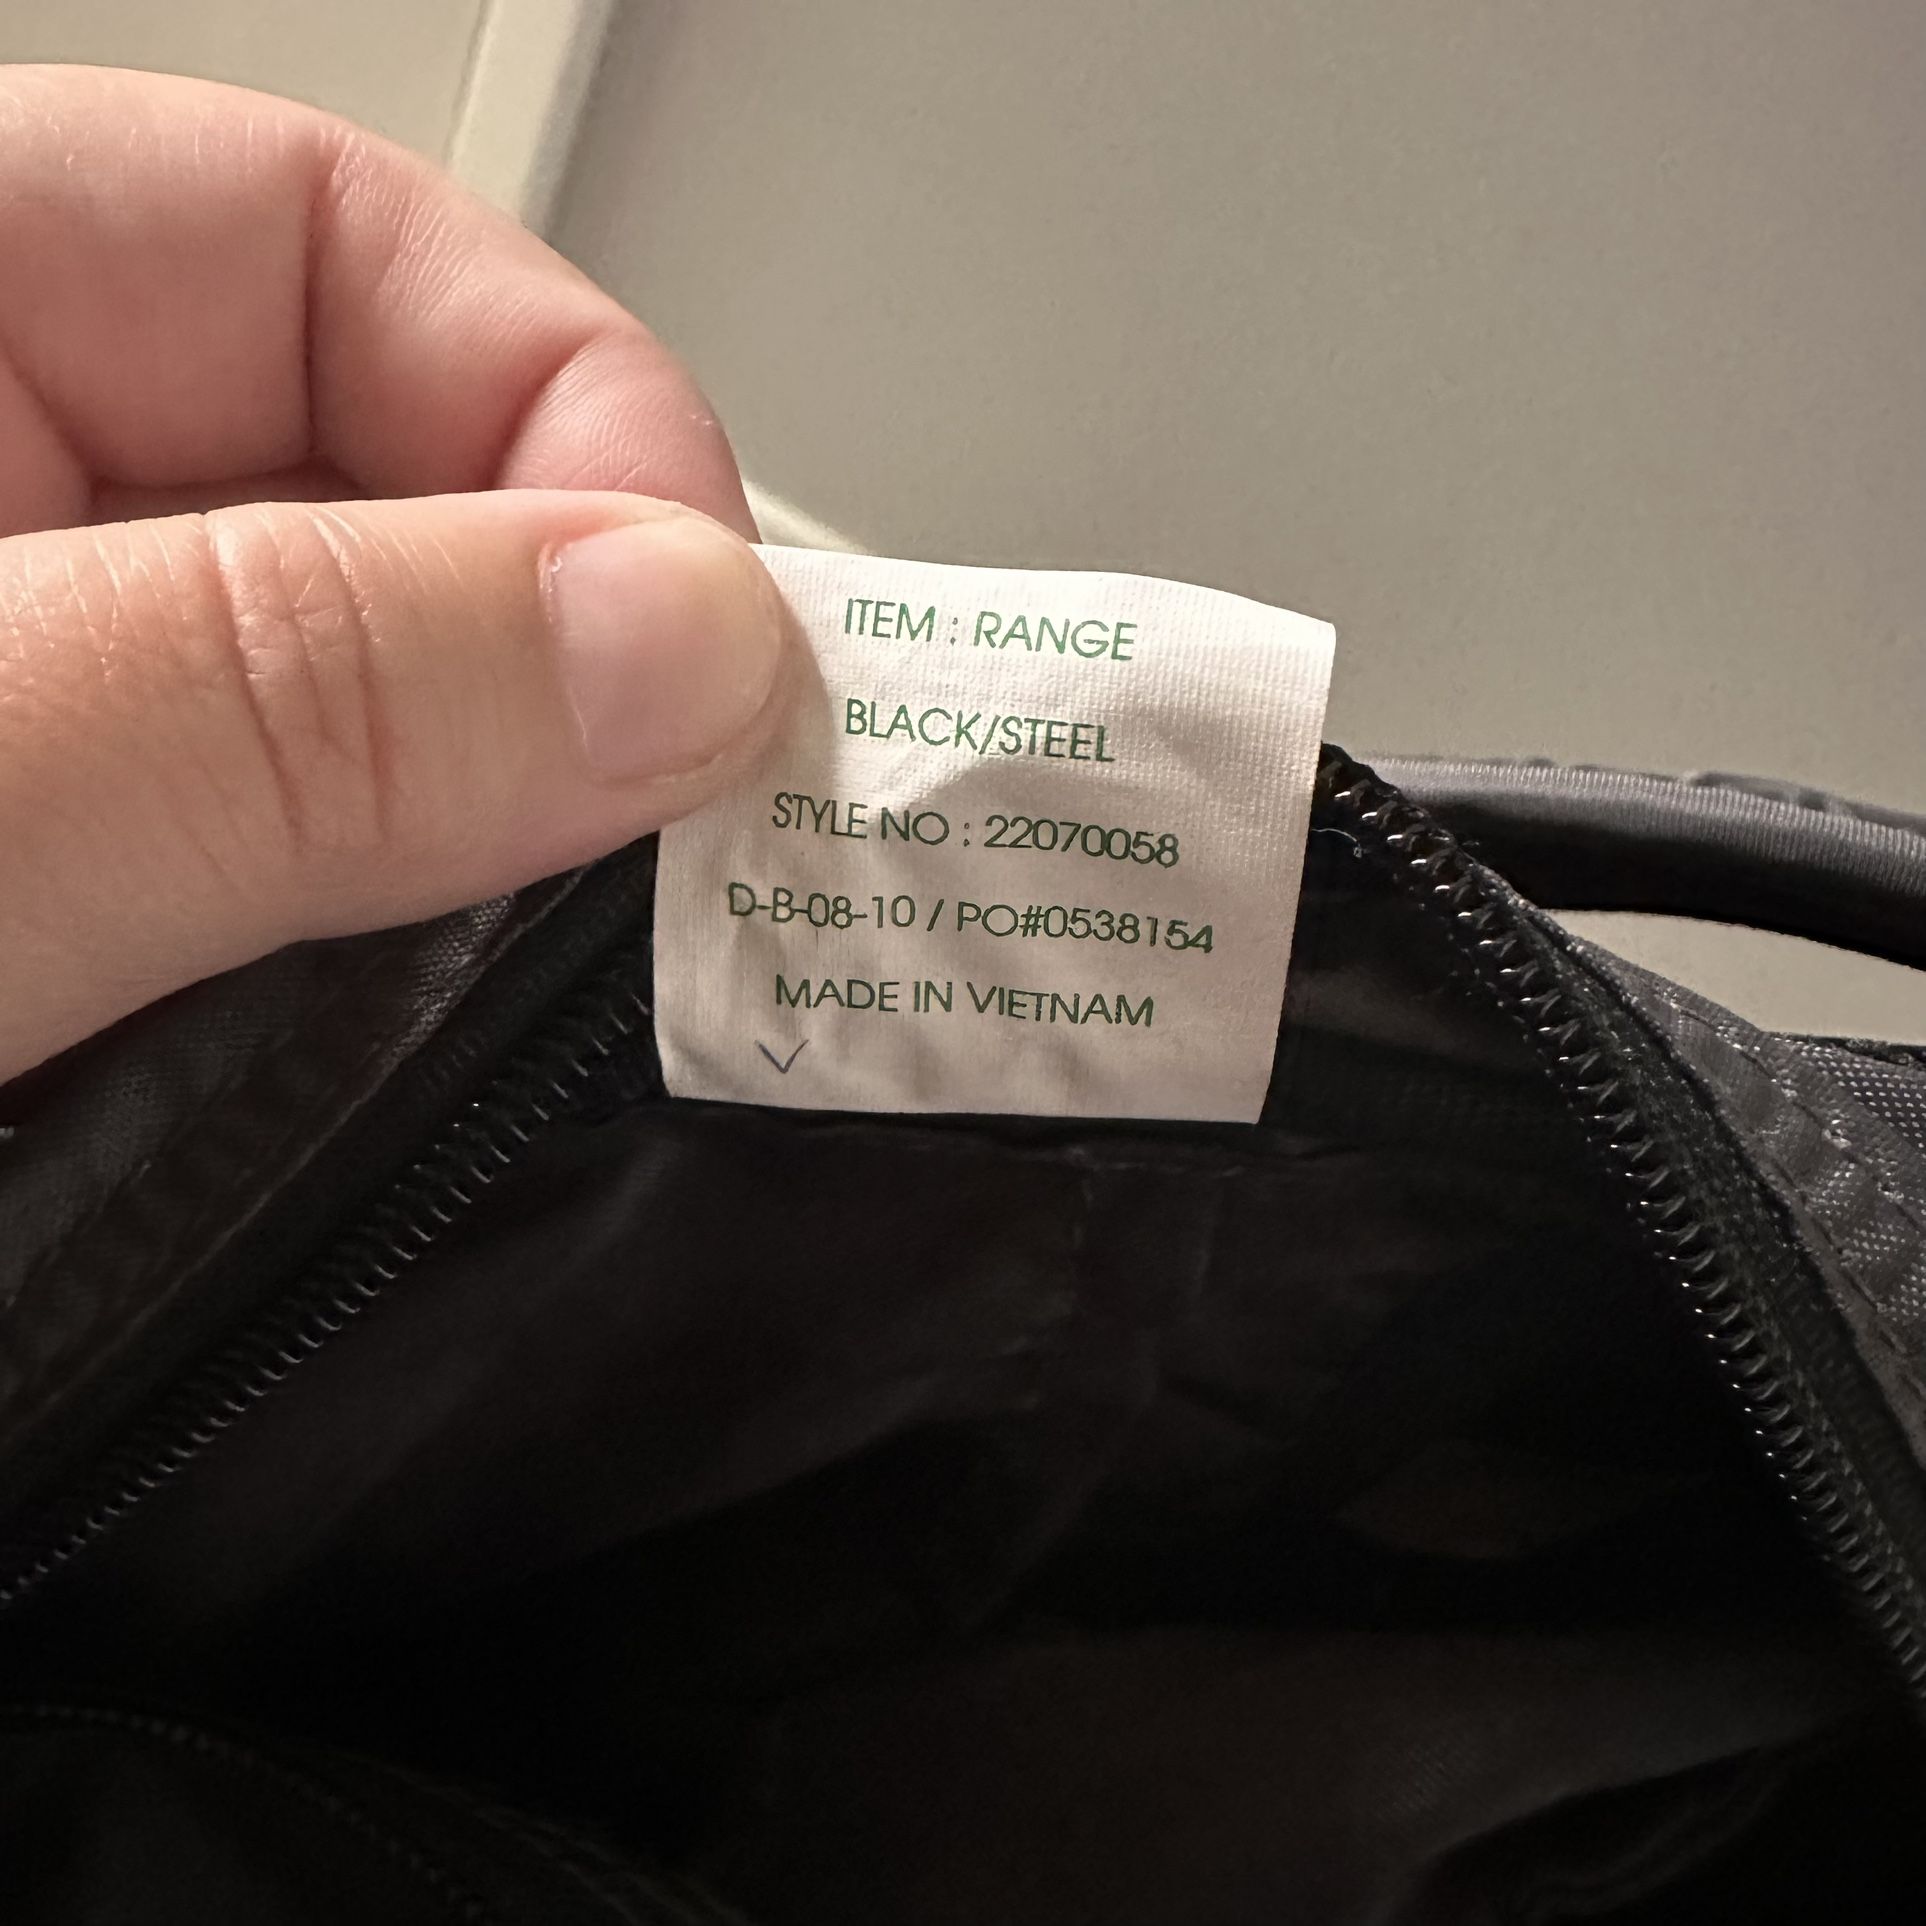 ITEM : RANGE
BLACK/STEEL
STYLE NO : 22070058
D-B-08-10 / PO#0538154
MADE IN VIETNAM